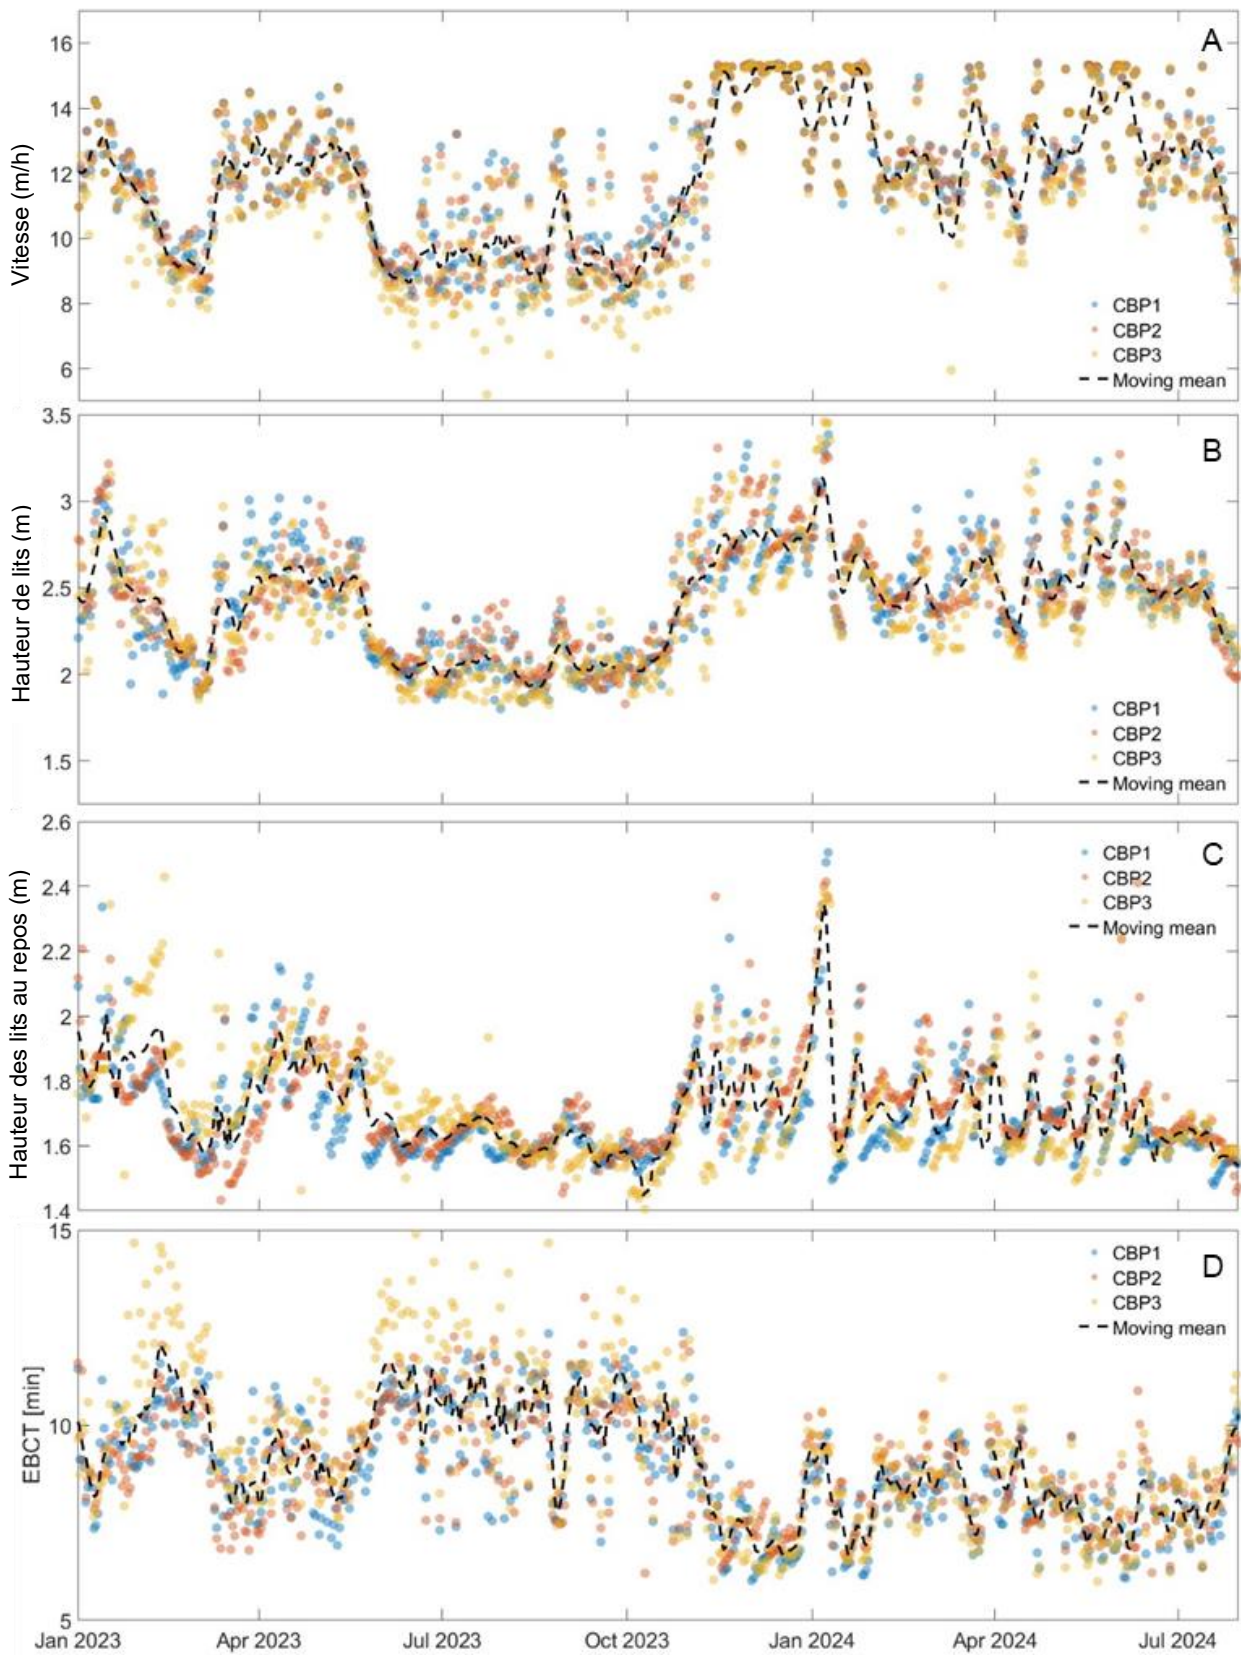 A
Vitesse (m/h)
16
14
12
10
8
6
CBP1
CBP2
CBP3
Moving mean
B
Hauteur de lits (m)
3.5
3
2.5
2
1.5
CBP1
CBP2
CBP3
Moving mean
C
Hauteur des lits au repos (m)
2.6
2.4
2.2
2
1.8
1.6
1.4
CBP1
CBP2
CBP3
Moving mean
D
EBCT [min]
15
10
5
CBP1
CBP2
CBP3
Moving mean
Jan 2023 Apr 2023 Jul 2023 Oct 2023 Jan 2024 Apr 2024 Jul 2024